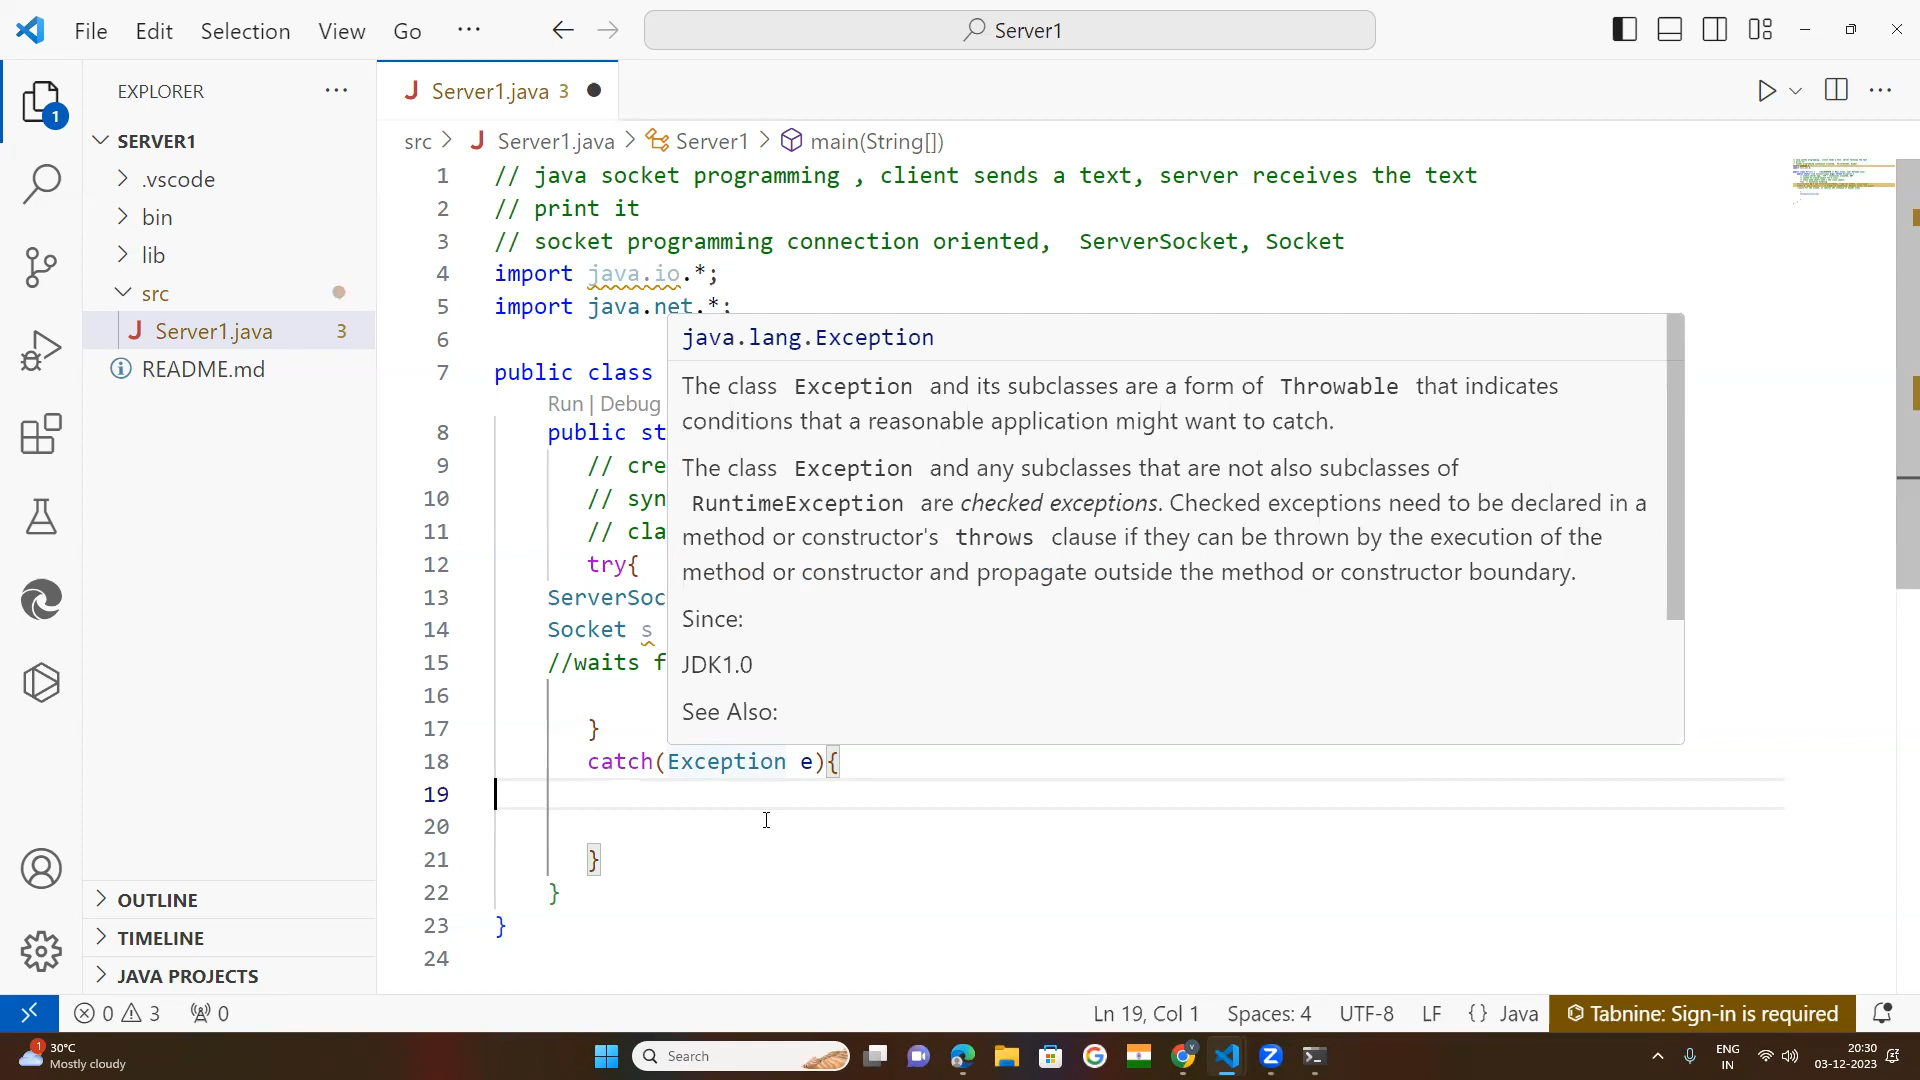 File Edit Selection View Go ··· Server1
EXPLORER ···
SERVER1
.vscode
bin
lib
src
Server1.java 3
README.md
OUTLINE
TIMELINE
JAVA PROJECTS
1
Server1.java 3
src > Server1.java > Server1 > main(String[])
1 // java socket programming , client sends a text, server receives the text
2 // print it
3 // socket programming connection oriented,  ServerSocket, Socket
4 import java.io.*;
5 import java.net.*;
6
7 public class
Run | Debug
8 public st
9 // cre
10 // syn
11 // cla
12 try{
13 ServerSoc
14 Socket s
15 //waits f
16
17 }
18 catch(Exception e){
19
20
21 }
22 }
23 }
24
java.lang.Exception
The class Exception and its subclasses are a form of Throwable that indicates
conditions that a reasonable application might want to catch.
The class Exception and any subclasses that are not also subclasses of
RuntimeException are checked exceptions. Checked exceptions need to be declared in a
method or constructor's throws clause if they can be thrown by the execution of the
method or constructor and propagate outside the method or constructor boundary.
Since:
JDK1.0
See Also:
0 3 0 Ln 19, Col 1 Spaces: 4 UTF-8 LF {} Java Tabnine: Sign-in is required
1 30°C
Mostly cloudy
Search
ENG
IN
20:30
03-12-2023